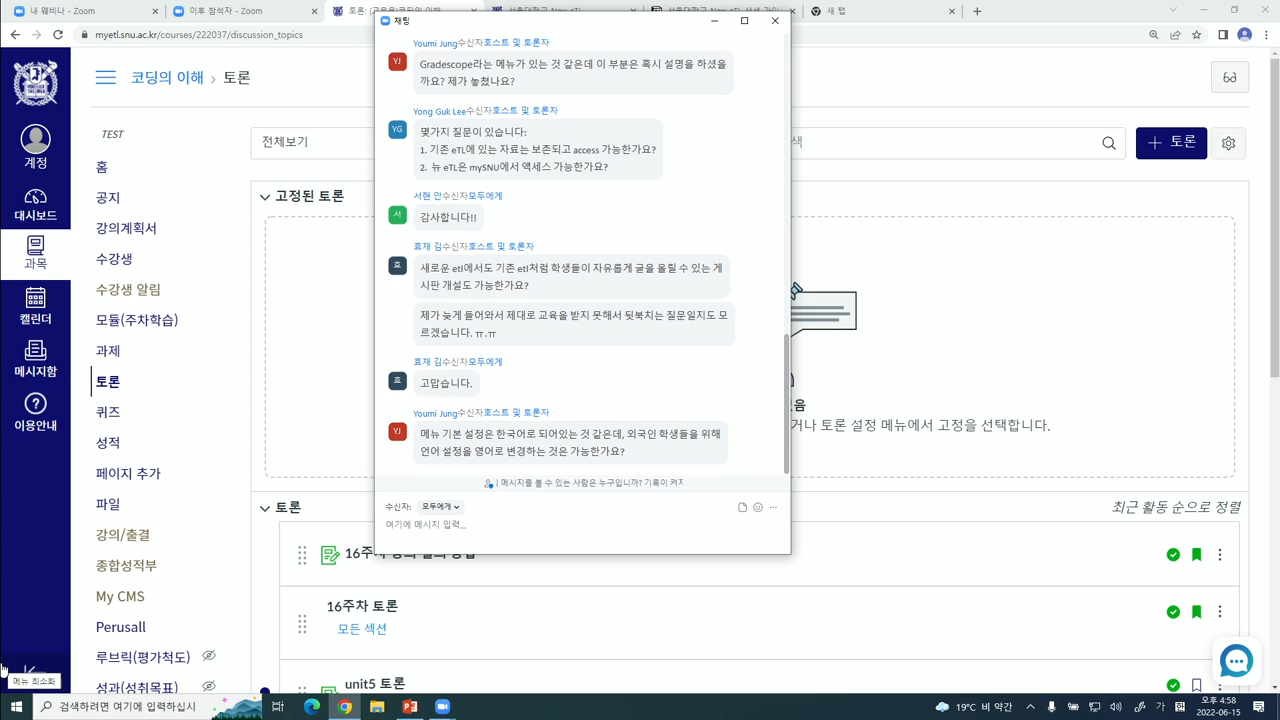 내 웨비나 - Zoom
이후 참석자 - Zoom
새 탭
myetl.snu.ac.kr/courses/222037/discussion_topics
채팅
Youmi Jung수신자호스트 및 토론자
YJ
Gradescope라는 메뉴가 있는 것 같은데 이 부분은 혹시 설명을 하셨을
까요? 제가 놓쳤나요?
Yong Guk Lee수신자호스트 및 토론자
YG
몇가지 질문이 있습니다:
1. 기존 eTL에 있는 자료는 보존되고 access 가능한가요?
2. 뉴 eTL은 mySNU에서 액세스 가능한가요?
서현 안수신자모두에게
서
감사합니다!!
효재 김수신자호스트 및 토론자
효
새로운 etl에서도 기존 etl처럼 학생들이 자유롭게 글을 올릴 수 있는 게
시판 개설도 가능한가요?
제가 늦게 들어와서 제대로 교육을 받지 못해서 뒷북치는 질문일지도 모
르겠습니다. ㅠ.ㅠ
효재 김수신자모두에게
효
고맙습니다.
Youmi Jung수신자호스트 및 토론자
YJ
메뉴 기본 설정은 한국어로 되어있는 것 같은데, 외국인 학생들을 위해
언어 설정을 영어로 변경하는 것은 가능한가요?
메시지를 볼 수 있는 사람은 누구입니까? 기록이 켜지
수신자: 모두에게
여기에 메시지 입력...
계정
대시보드
과목
캘린더
메시지함
이용안내
메뉴 최소화
코딩의 이해 › 토론
TEST
홈
공지
강의계획서
수강생
수강생 알림
모듈(주차학습)
과제
토론
퀴즈
성적
페이지 추가
파일
강의/출결
종합성적부
My CMS
Perusall
루브릭(평가척도)
성과(성취목표)
전체보기
색
+ 토론
고정된 토론
음
거나 토론 설정 메뉴에서 고정을 선택합니다.
토론
최근 활동 순으로 정렬
16주차 토론
모든 섹션
unit5 토론
검색하려면 여기에 입력하십시
19°C 비 약간
가
오후 4:58
2022-06-15